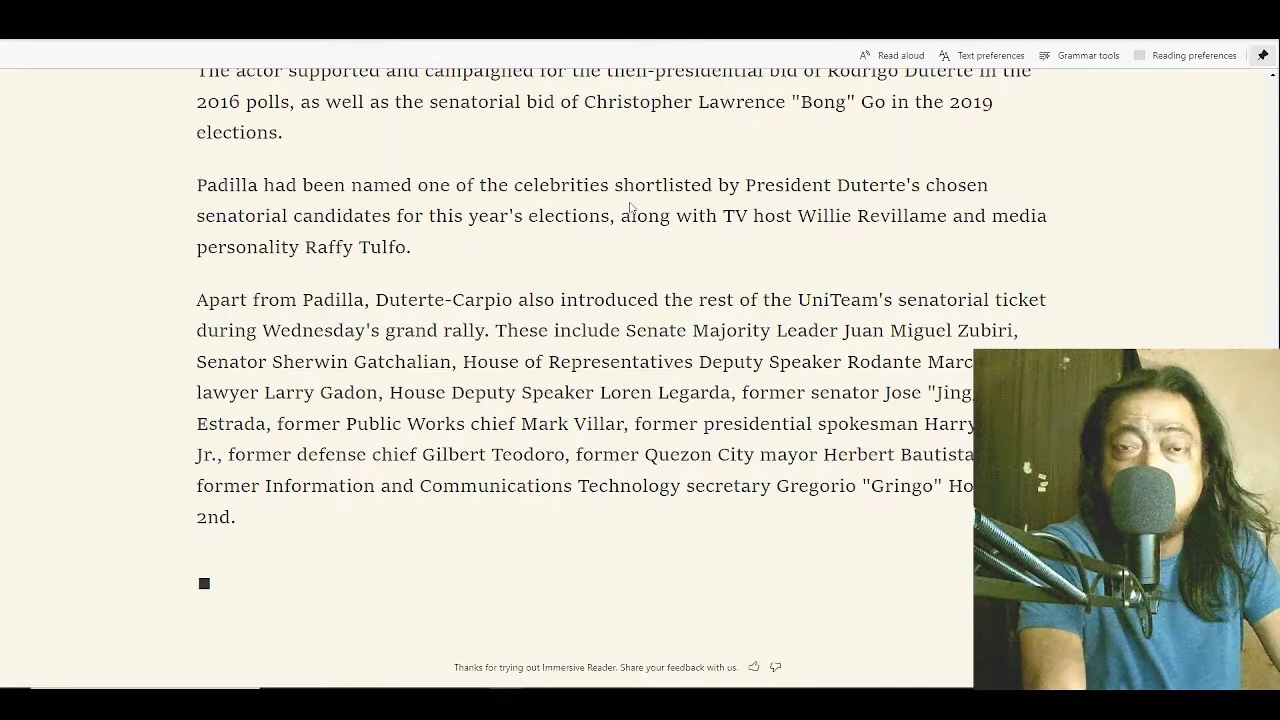 Read aloud Text preferences Grammar tools Reading preferences
The actor supported and campaigned for the then-presidential bid of Rodrigo Duterte in the
2016 polls, as well as the senatorial bid of Christopher Lawrence "Bong" Go in the 2019
elections.
Padilla had been named one of the celebrities shortlisted by President Duterte's chosen
senatorial candidates for this year's elections, along with TV host Willie Revillame and media
personality Raffy Tulfo.
Apart from Padilla, Duterte-Carpio also introduced the rest of the UniTeam's senatorial ticket
during Wednesday's grand rally. These include Senate Majority Leader Juan Miguel Zubiri,
Senator Sherwin Gatchalian, House of Representatives Deputy Speaker Rodante
lawyer Larry Gadon, House Deputy Speaker Loren Legarda, former senator Jose
Estrada, former Public Works chief Mark Villar, former presidential spokesman Harry
Jr., former defense chief Gilbert Teodoro, former Quezon City mayor Herbert Bautista
former Information and Communications Technology secretary Gregorio "Gringo"
2nd.
Thanks for trying out Immersive Reader. Share your feedback with us.